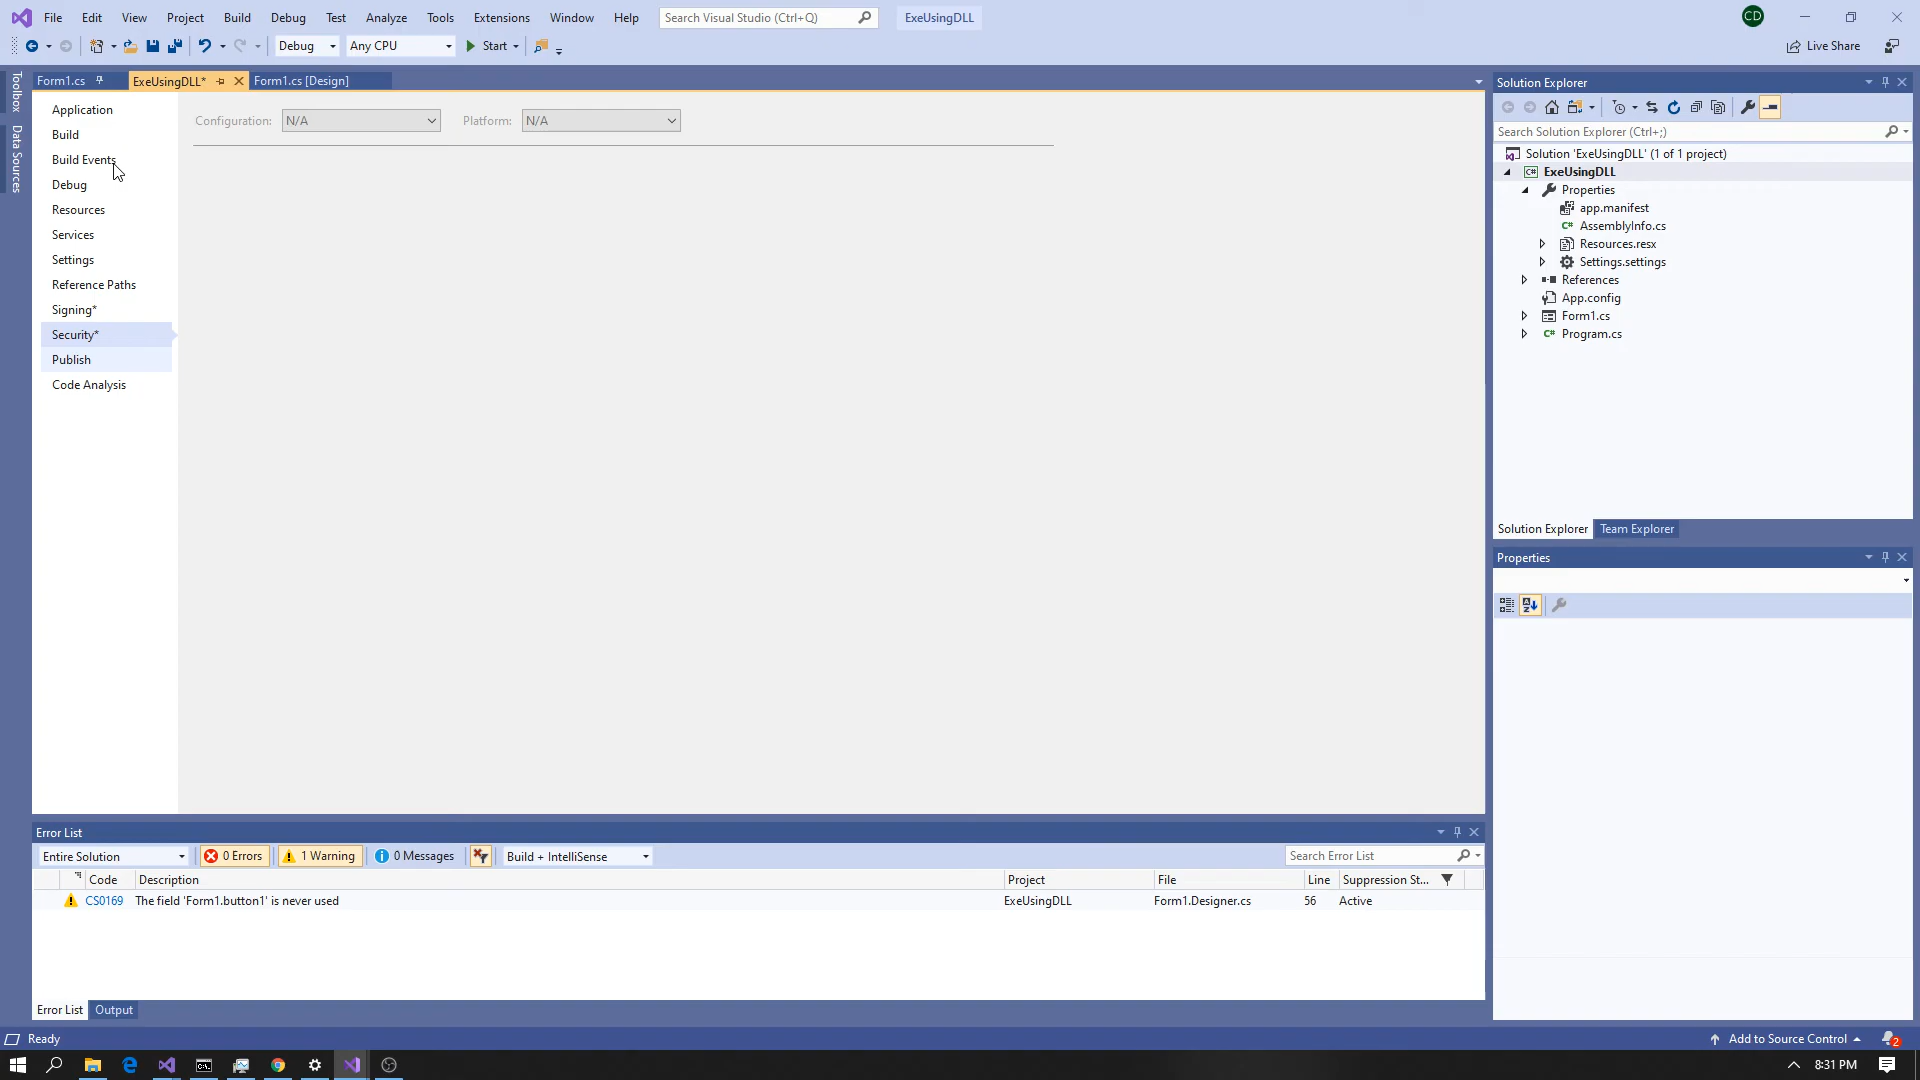 File Edit View Project Build Debug Test Analyze Tools Extensions Window Help Search Visual Studio (Ctrl+Q) ExeUsingDLL CD
Debug Any CPU Start Live Share
Form1.cs ExeUsingDLL* Form1.cs [Design]
Toolbox
Data Sources
Application
Build
Build Events
Debug
Resources
Services
Settings
Reference Paths
Signing*
Security*
Publish
Code Analysis
Configuration: N/A Platform: N/A
Solution Explorer
Search Solution Explorer (Ctrl+;)
Solution 'ExeUsingDLL' (1 of 1 project)
C# ExeUsingDLL
Properties
app.manifest
C# AssemblyInfo.cs
Resources.resx
Settings.settings
References
App.config
Form1.cs
C# Program.cs
Solution Explorer Team Explorer
Properties
Error List
Entire Solution 0 Errors 1 Warning 0 Messages Build + IntelliSense Search Error List
Code Description Project File Line Suppression St...
CS0169 The field 'Form1.button1' is never used ExeUsingDLL Form1.Designer.cs 56 Active
Error List Output
Ready Add to Source Control 2
8:31 PM